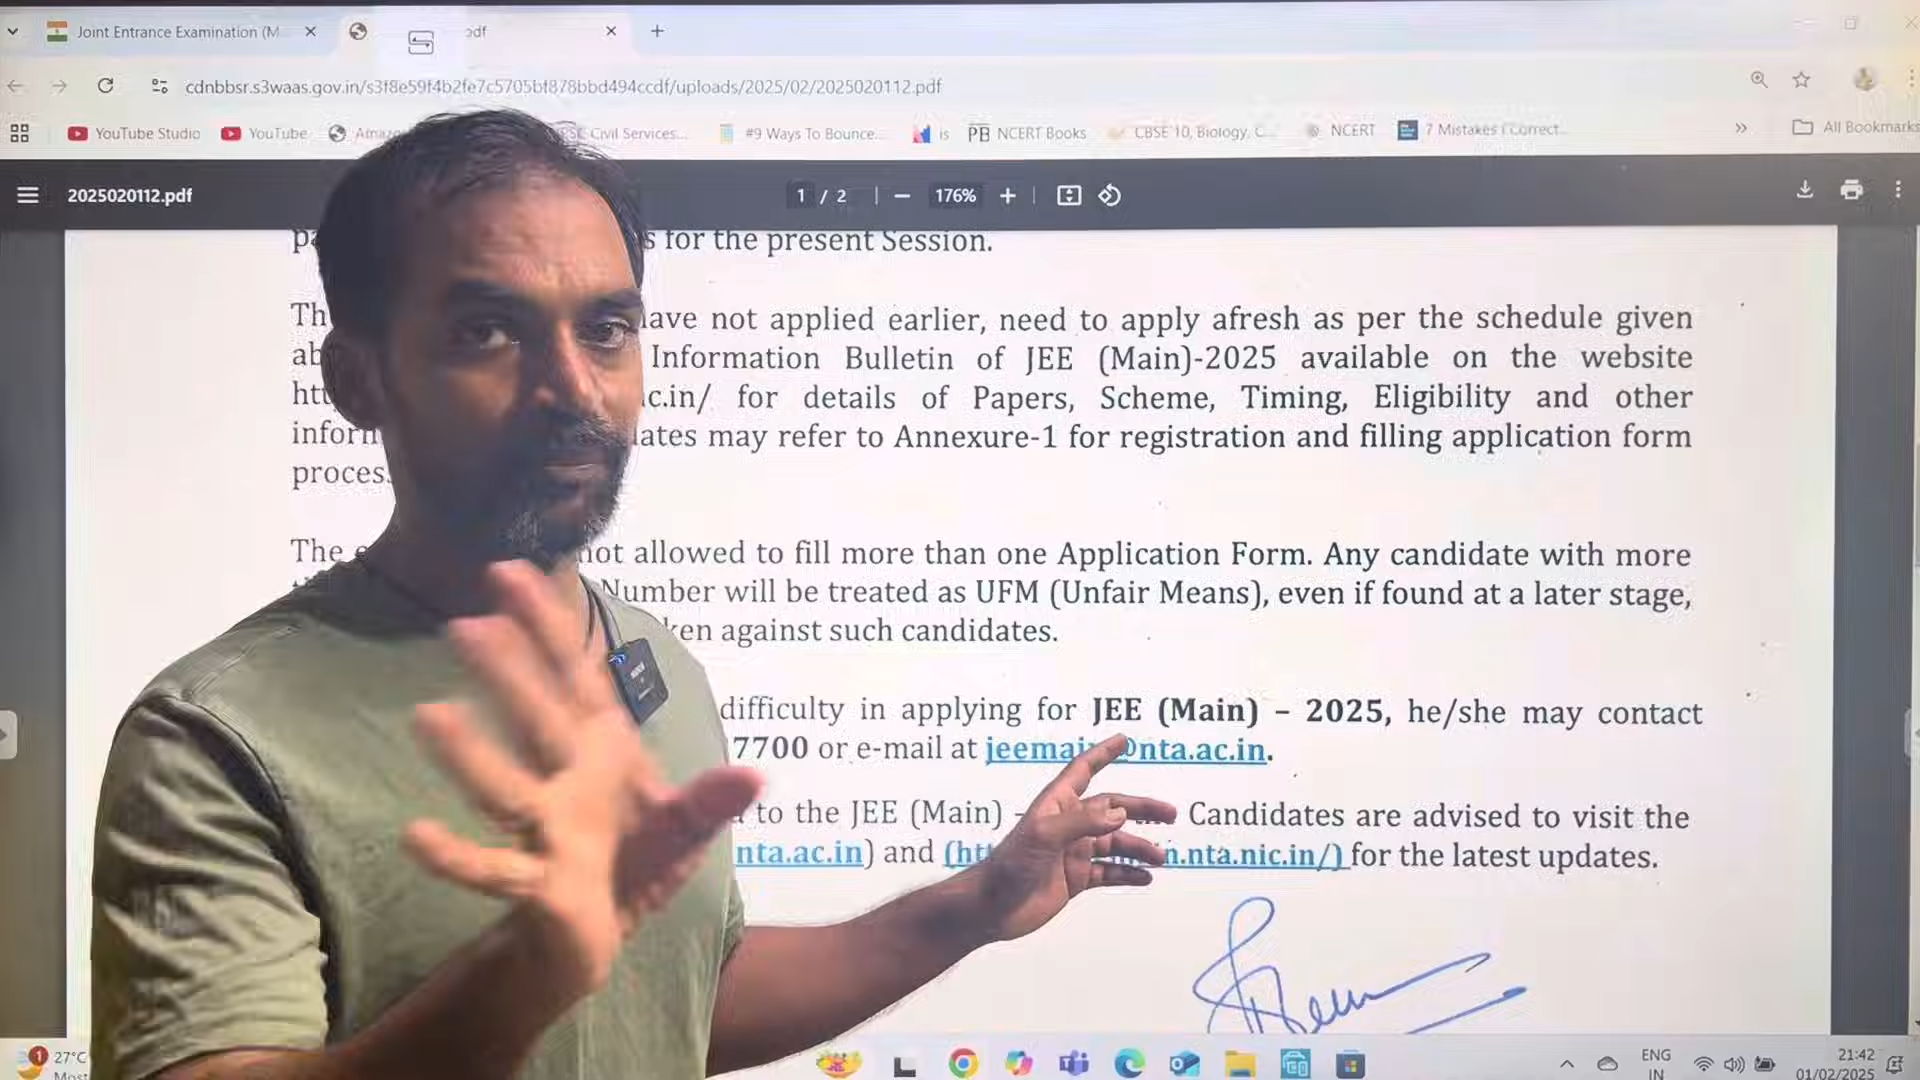 Joint Entrance Examination (M
pdf
cdnbbsr.s3waas.gov.in/s3f8e59f4b2fe7c5705bf878bbd494ccdf/uploads/2025/02/2025020112.pdf
YouTube Studio YouTube Amazo Civil Services... #9 Ways To Bounce... is PB NCERT Books CBSE 10, Biology, C... NCERT 7 Mistakes I Correct... » All Bookmarks
2025020112.pdf 1 / 2 176%
s for the present Session.
have not applied earlier, need to apply afresh as per the schedule given
Information Bulletin of JEE (Main)-2025 available on the website
c.in/ for details of Papers, Scheme, Timing, Eligibility and other
inform ates may refer to Annexure-1 for registration and filling application form
proces
The not allowed to fill more than one Application Form. Any candidate with more
Number will be treated as UFM (Unfair Means), even if found at a later stage,
ken against such candidates.
difficulty in applying for JEE (Main) – 2025, he/she may contact
7700 or e-mail at jeemai @nta.ac.in.
to the JEE (Main) – Candidates are advised to visit the
nta.ac.in) and (ht n.nta.nic.in/) for the latest updates.
1 27°C ENG 21:42
Most IN 01/02/2025